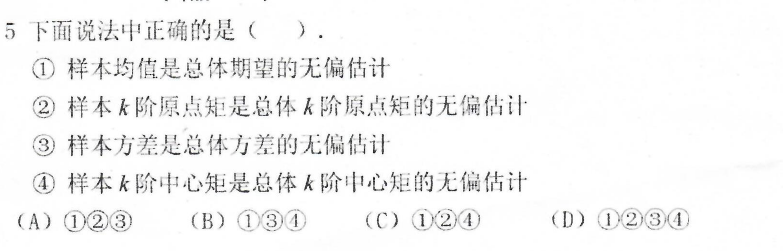 5 下面说法中正确的是（ ）.
① 样本均值是总体期望的无偏估计
② 样本 k 阶原点矩是总体 k 阶原点矩的无偏估计
③ 样本方差是总体方差的无偏估计
④ 样本 k 阶中心矩是总体 k 阶中心矩的无偏估计
(A) ①②③ (B) ①③④ (C) ①②④ (D) ①②③④